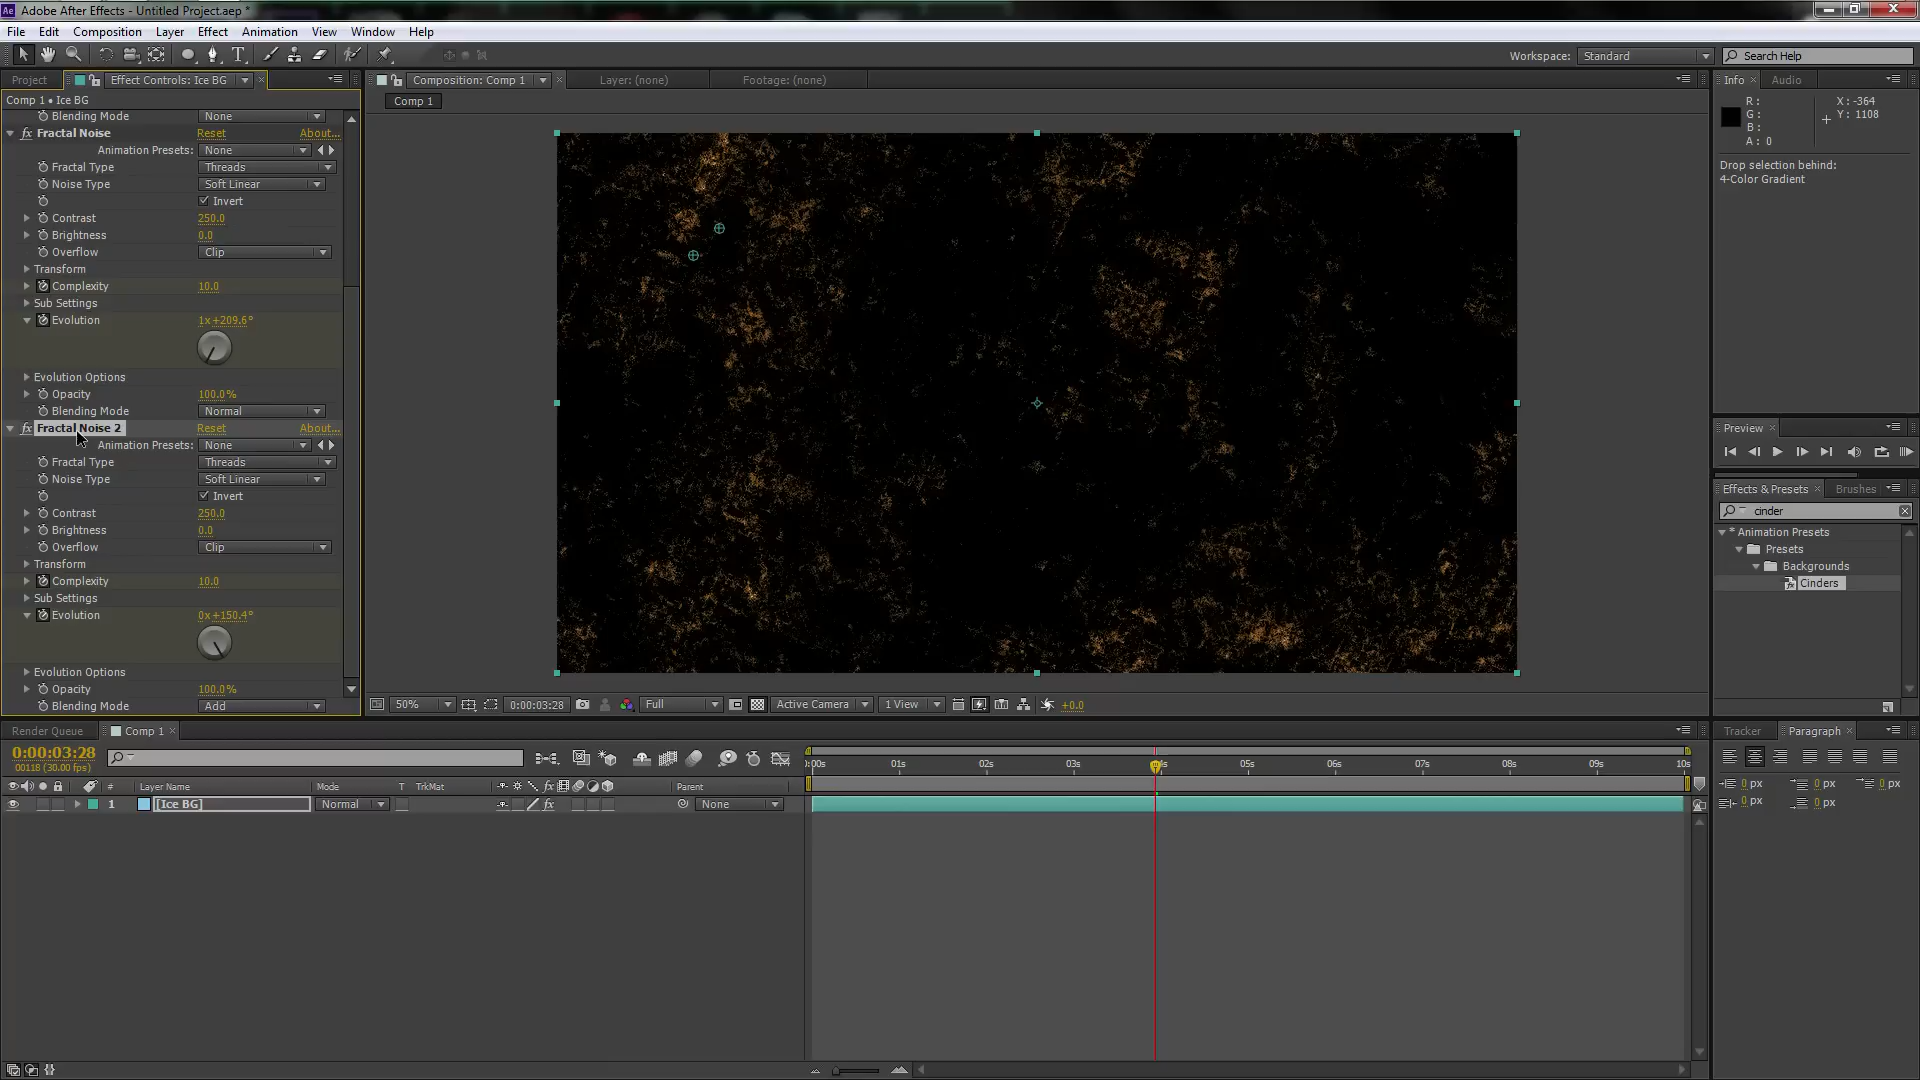 Adobe After Effects - Untitled Project.aep *
File Edit Composition Layer Effect Animation View Window Help
Workspace: Standard Search Help
Project Effect Controls: Ice BG
Composition: Comp 1 Layer: (none) Footage: (none)
Info Audio
Comp 1 • Ice BG
Comp 1
R: X: -364
G: Y: 1108
B:
A: 0
Drop selection behind:
4-Color Gradient
Blending Mode None
Fractal Noise Reset About...
Animation Presets: None
Fractal Type Threads
Noise Type Soft Linear
Invert
Contrast 250.0
Brightness 0.0
Overflow Clip
Transform
Complexity 10.0
Sub Settings
Evolution 1x+209.6°
Evolution Options
Opacity 100.0%
Blending Mode Normal
Fractal Noise 2 Reset About...
Animation Presets: None
Fractal Type Threads
Noise Type Soft Linear
Invert
Contrast 250.0
Brightness 0.0
Overflow Clip
Transform
Complexity 10.0
Sub Settings
Evolution 0x+150.4°
Evolution Options
Opacity 100.0%
Blending Mode Add
Preview
Effects & Presets Brushes
cinder
* Animation Presets
Presets
Backgrounds
Cinders
50% 0:00:03:28 Full Active Camera 1 View +0.0
Render Queue Comp 1
Tracker Paragraph
0:00:03:28
00118 (30.00 fps)
:00s 01s 02s 03s 4s 05s 06s 07s 08s 09s 10s
# Layer Name Mode T TrkMat Parent
1 [Ice BG] Normal None
0 px 0 px 0 px
0 px 0 px